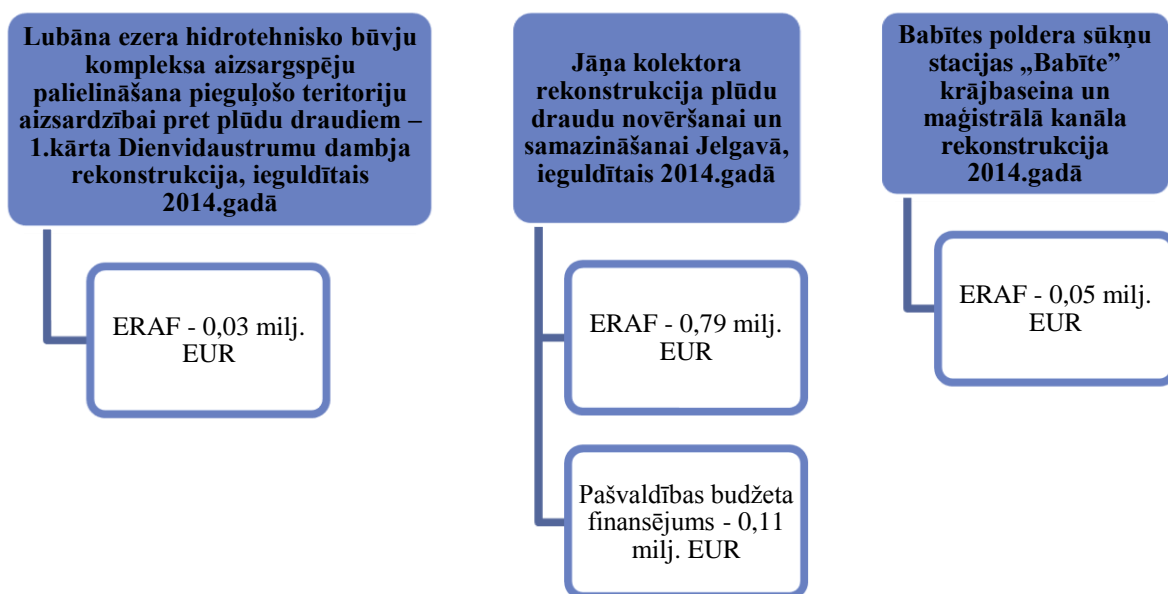 Lubāna ezera hidrotehnisko būvju
kompleksa aizsargspēju
palielināšana pieguļošo teritoriju
aizsardzībai pret plūdu draudiem –
1.kārta Dienvidaustrumu dambja
rekonstrukcija, ieguldītais
2014.gadā
ERAF - 0,03 milj.
EUR
Jāņa kolektora
rekonstrukcija plūdu
draudu novēršanai un
samazināšanai Jelgavā,
ieguldītais 2014.gadā
ERAF - 0,79 milj.
EUR
Pašvaldības budžeta
finansējums - 0,11
milj. EUR
Babītes poldera sūkņu
stacijas „Babīte”
krājbaseina un
maģistrālā kanāla
rekonstrukcija
2014.gadā
ERAF - 0,05 milj.
EUR